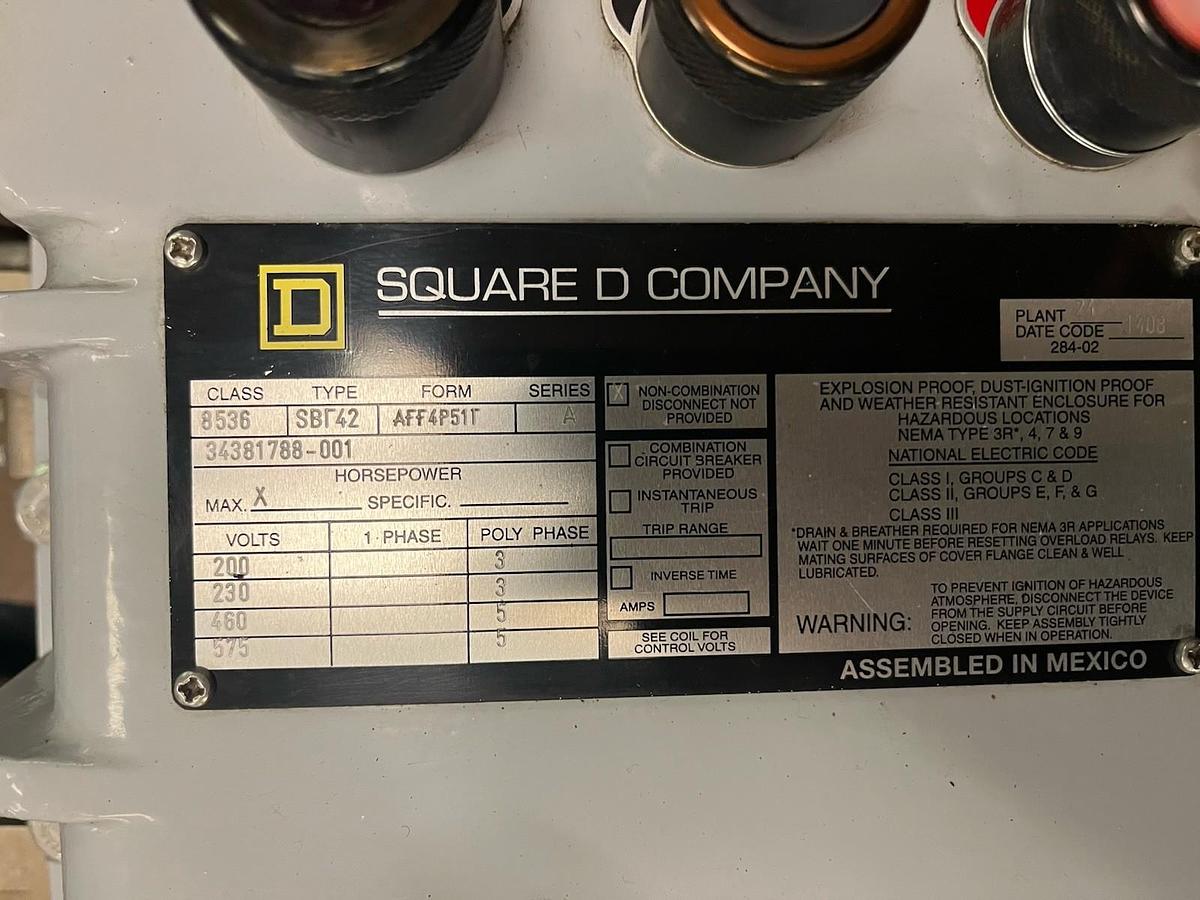 D SQUARE D COMPANY
PLANT 24
DATE CODE 1408
284-02
CLASS TYPE FORM SERIES
8536 SBT42 AFF4P51T A
34381788-001
HORSEPOWER
MAX. X SPECIFIC.
VOLTS 1 PHASE POLY PHASE
200 3
230 3
460 5
575 5
X NON-COMBINATION
DISCONNECT NOT
PROVIDED
COMBINATION
CIRCUIT BREAKER
PROVIDED
INSTANTANEOUS
TRIP
TRIP RANGE
INVERSE TIME
AMPS
SEE COIL FOR
CONTROL VOLTS
EXPLOSION PROOF, DUST-IGNITION PROOF
AND WEATHER RESISTANT ENCLOSURE FOR
HAZARDOUS LOCATIONS
NEMA TYPE 3R*, 4, 7 & 9
NATIONAL ELECTRIC CODE
CLASS I, GROUPS C & D
CLASS II, GROUPS E, F, & G
CLASS III
*DRAIN & BREATHER REQUIRED FOR NEMA 3R APPLICATIONS
WAIT ONE MINUTE BEFORE RESETTING OVERLOAD RELAYS. KEEP
MATING SURFACES OF COVER FLANGE CLEAN & WELL
LUBRICATED.
WARNING:
TO PREVENT IGNITION OF HAZARDOUS
ATMOSPHERE, DISCONNECT THE DEVICE
FROM THE SUPPLY CIRCUIT BEFORE
OPENING. KEEP ASSEMBLY TIGHTLY
CLOSED WHEN IN OPERATION.
ASSEMBLED IN MEXICO